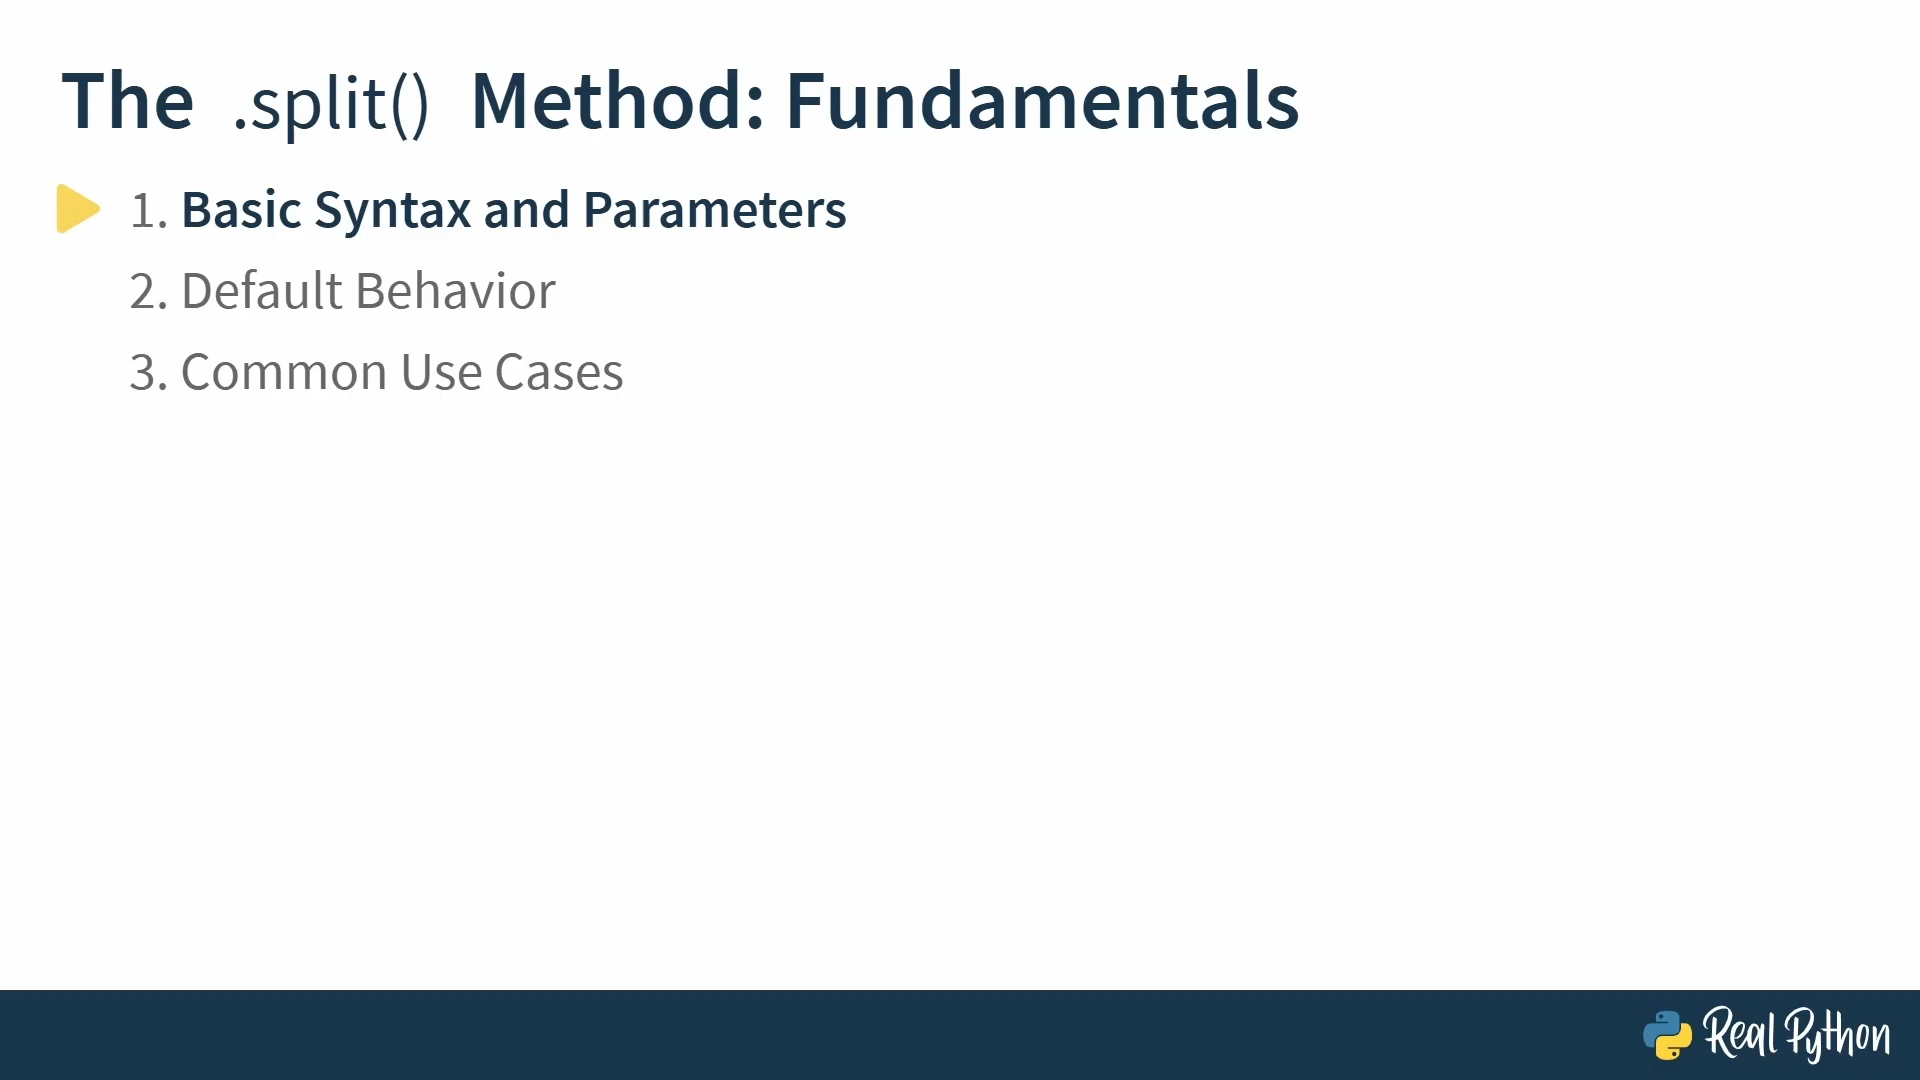 The .split() Method: Fundamentals
1. Basic Syntax and Parameters
2. Default Behavior
3. Common Use Cases
Real Python